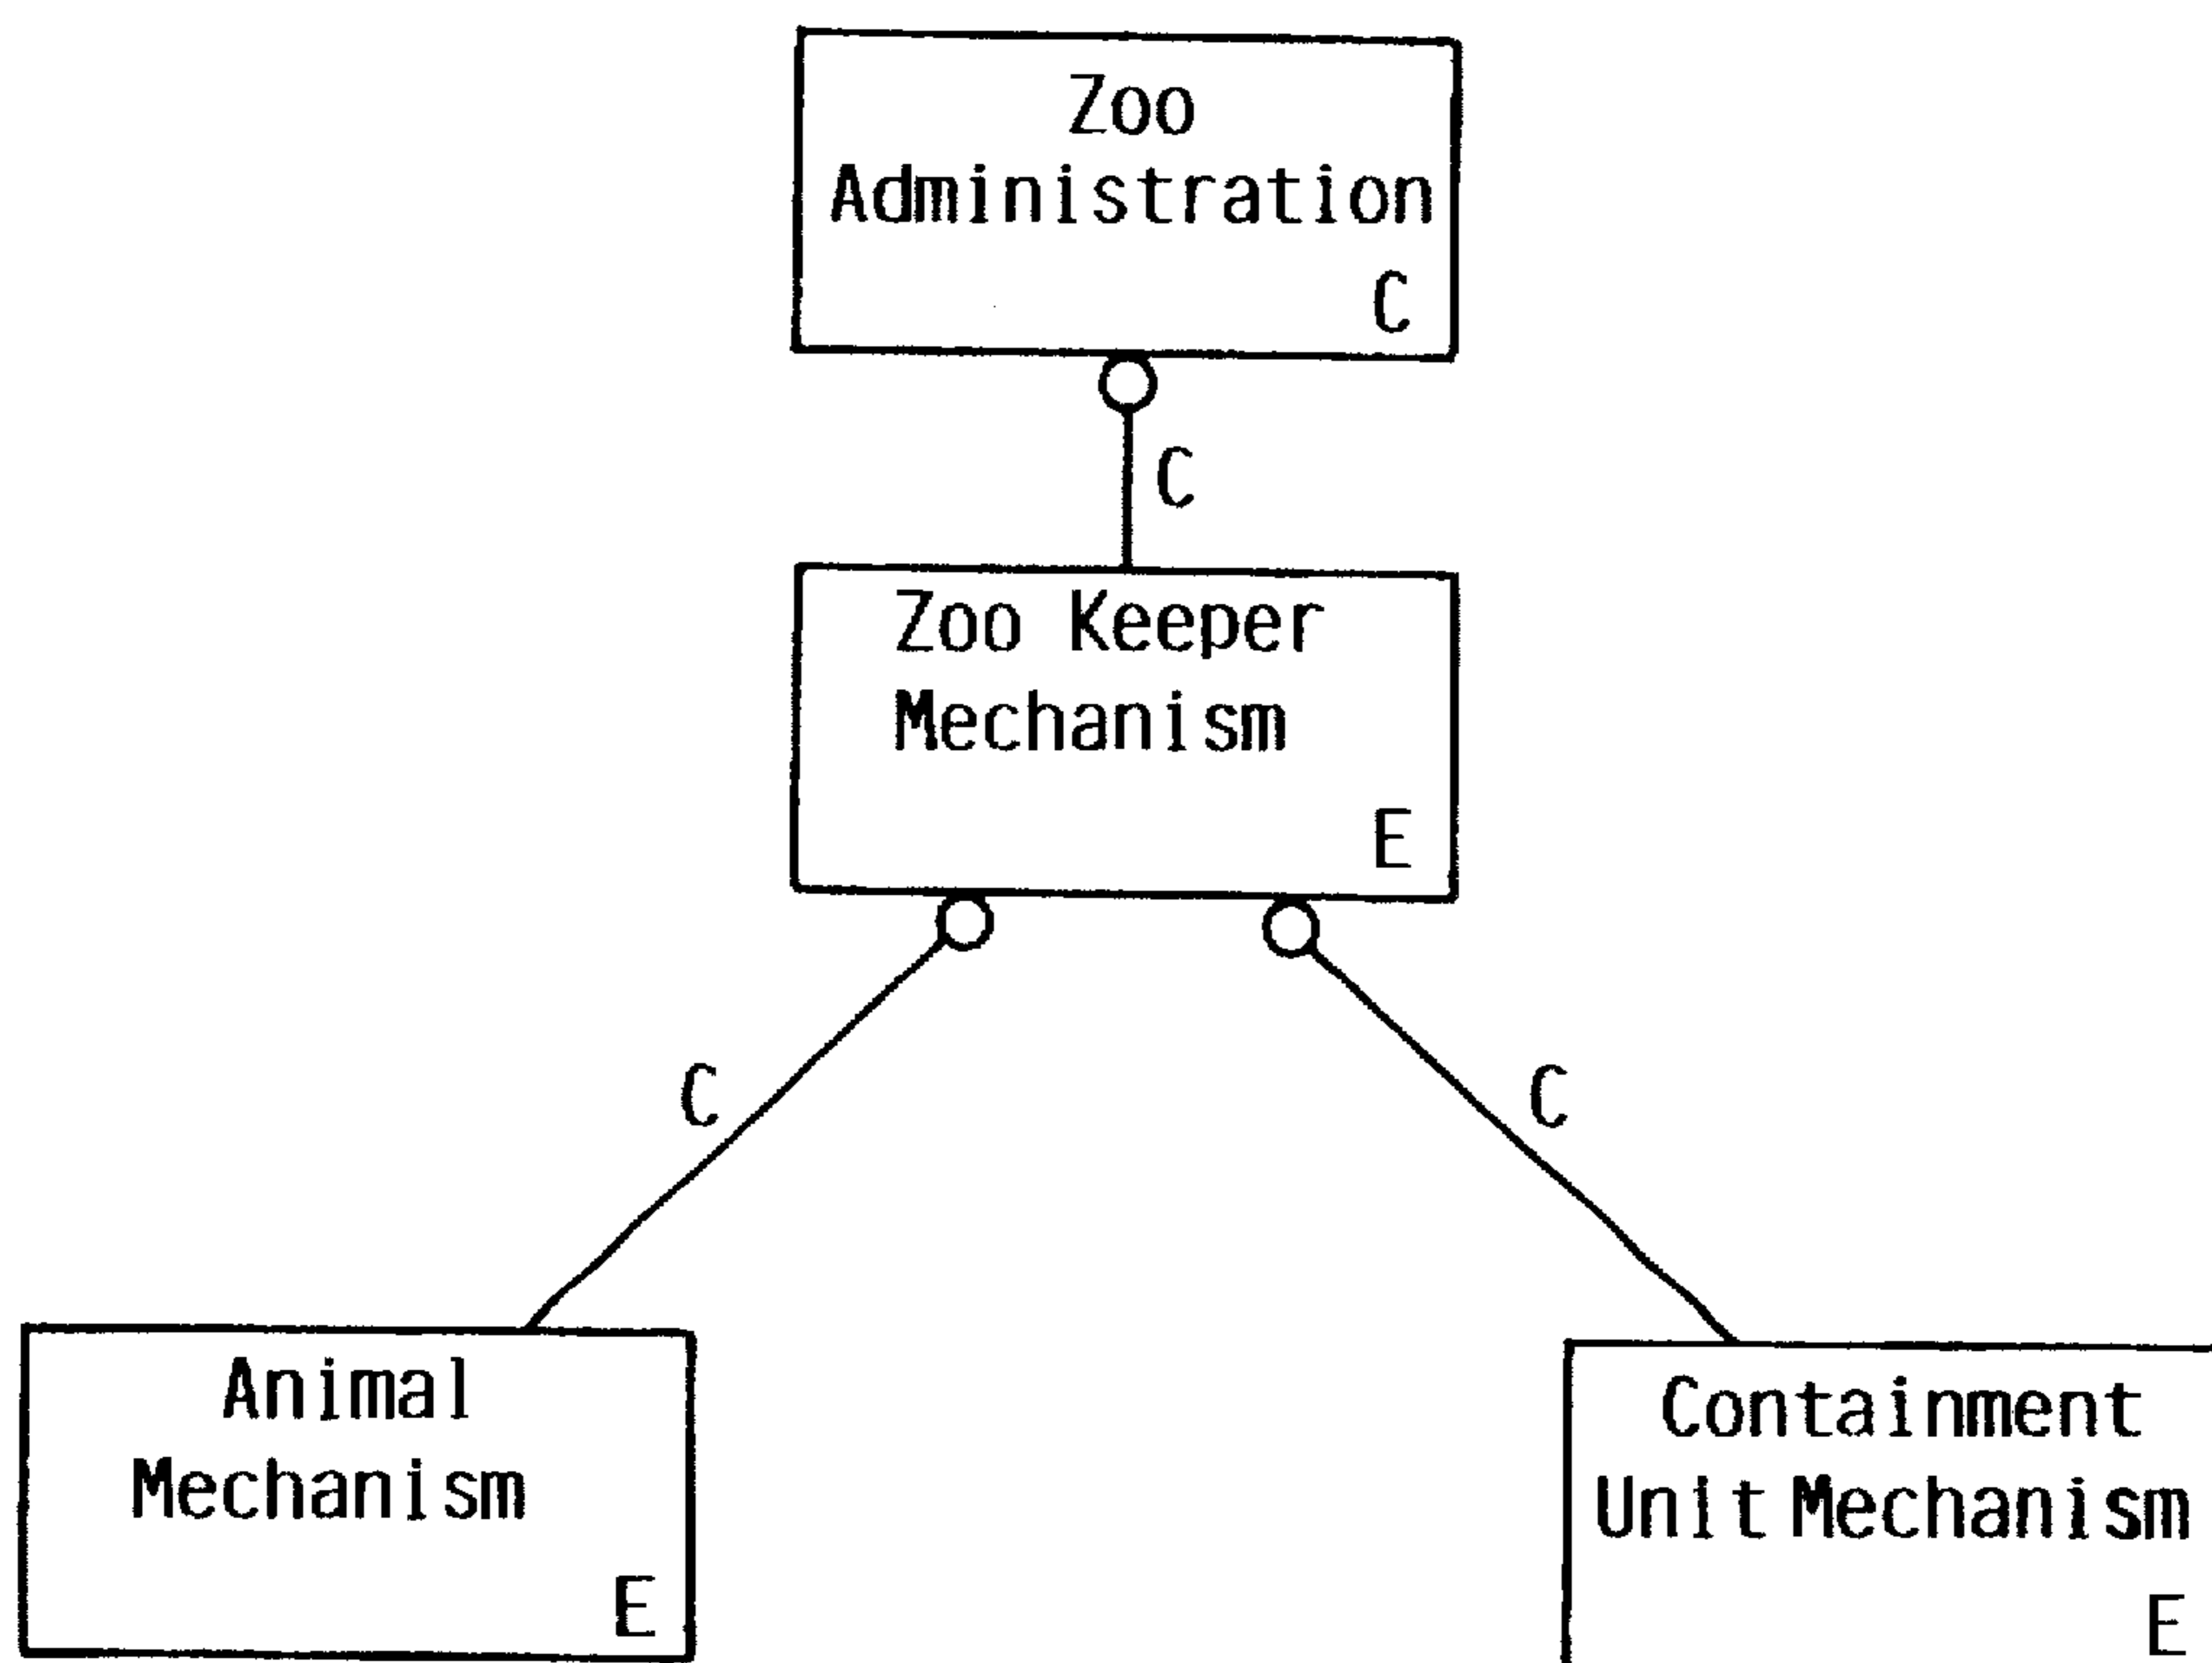 Zoo
Administration
C
C
Zoo Keeper
Mechanism
E
C
C
Animal
Mechanism
E
Containment
Unit Mechanism
E